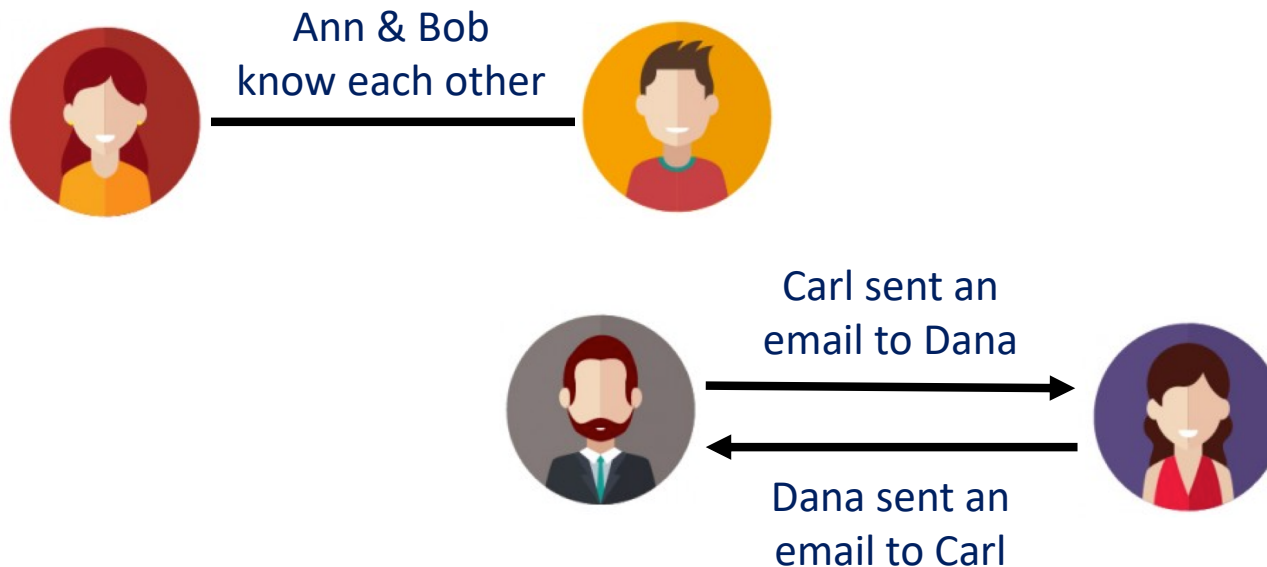 Ann & Bob
know each other
Carl sent an
email to Dana
Dana sent an
email to Carl